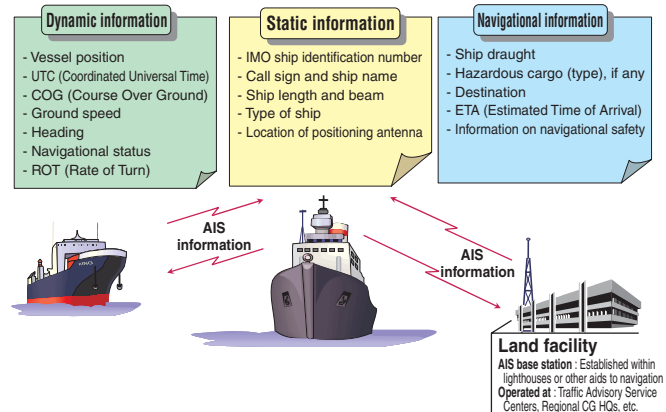 Dynamic information
- Vessel position
- UTC (Coordinated Universal Time)
- COG (Course Over Ground)
- Ground speed
- Heading
- Navigational status
- ROT (Rate of Turn)
Static information
- IMO ship identification number
- Call sign and ship name
- Ship length and beam
- Type of ship
- Location of positioning antenna
Navigational information
- Ship draught
- Hazardous cargo (type), if any
- Destination
- ETA (Estimated Time of Arrival)
- Information on navigational safety
AIS
information
AIS
information
Land facility
AIS base station : Established within
lighthouses or other aids to navigation
Operated at : Traffic Advisory Service
Centers, Regional CG HQs, etc.